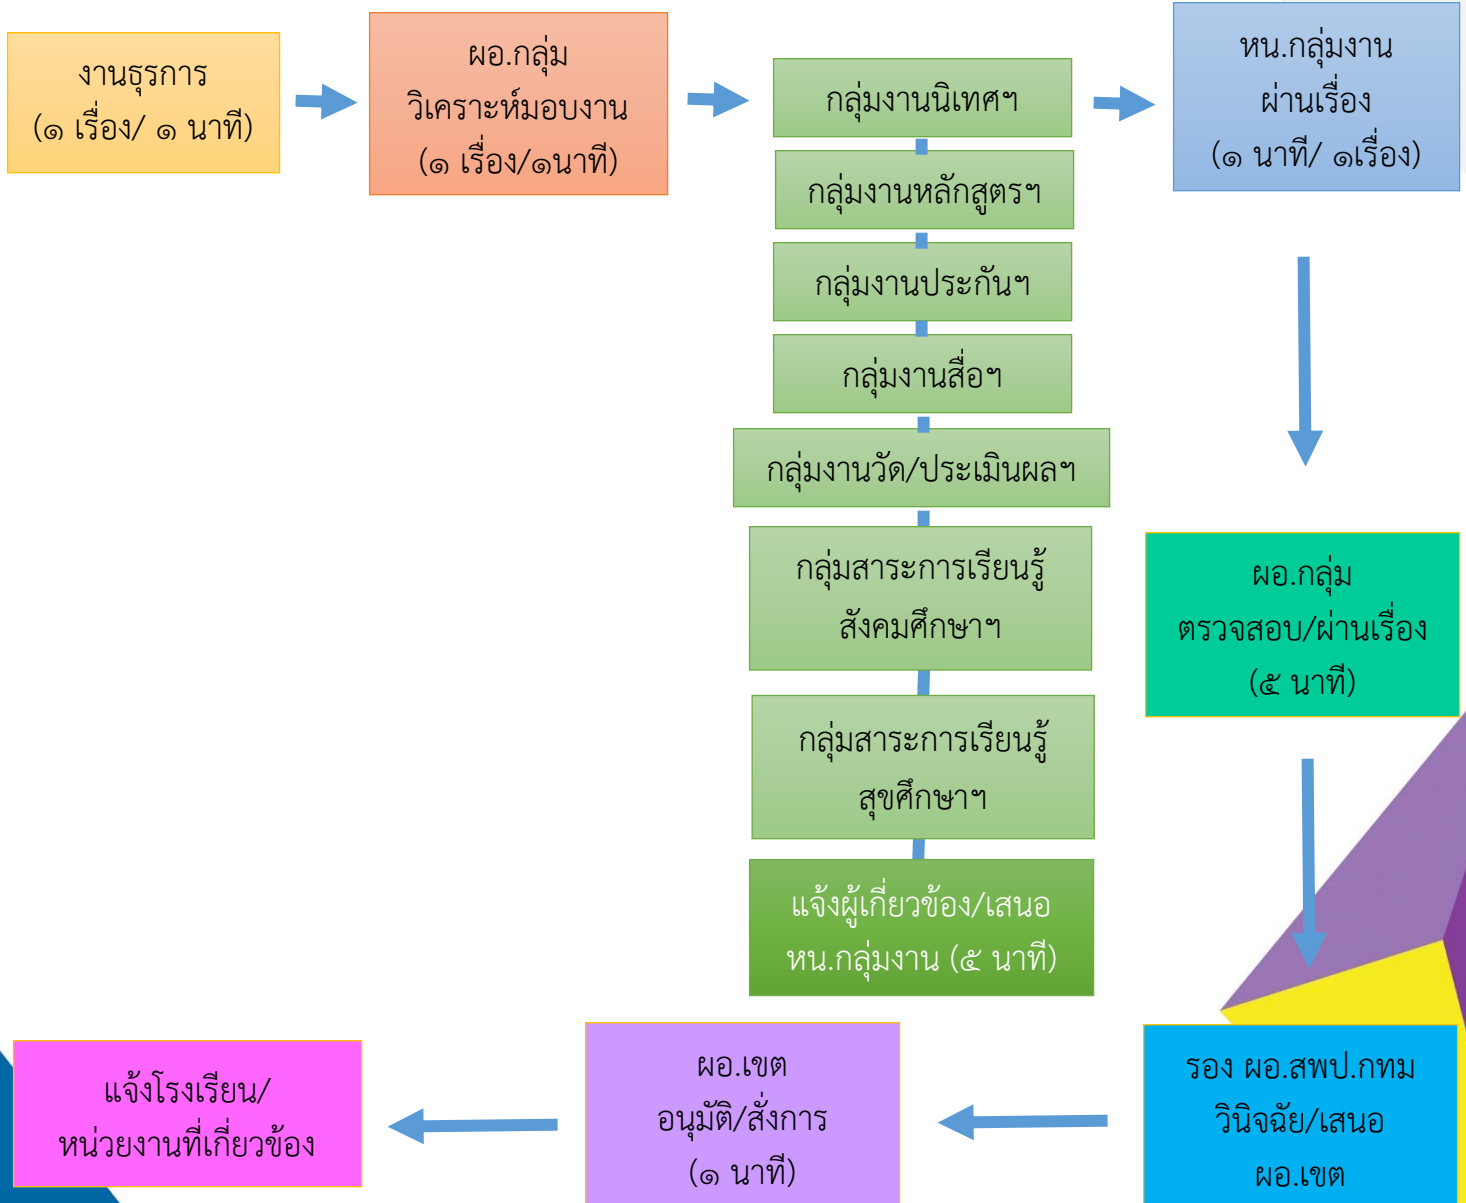 งานธุรการ
(๑ เรื่อง/ ๑ นาที)
ผอ.กลุ่ม
วิเคราะห์มอบงาน
(๑ เรื่อง/๑นาที)
กลุ่มงานนิเทศฯ
กลุ่มงานหลักสูตรฯ
กลุ่มงานประกันฯ
กลุ่มงานสื่อฯ
กลุ่มงานวัด/ประเมินผลฯ
กลุ่มสาระการเรียนรู้
สังคมศึกษาฯ
กลุ่มสาระการเรียนรู้
สุขศึกษาฯ
แจ้งผู้เกี่ยวข้อง/เสนอ
หน.กลุ่มงาน (๕ นาที)
หน.กลุ่มงาน
ผ่านเรื่อง
(๑ นาที/ ๑เรื่อง)
ผอ.กลุ่ม
ตรวจสอบ/ผ่านเรื่อง
(๕ นาที)
รอง ผอ.สพป.กทม
วินิจฉัย/เสนอ
ผอ.เขต
ผอ.เขต
อนุมัติ/สั่งการ
(๑ นาที)
แจ้งโรงเรียน/
หน่วยงานที่เกี่ยวข้อง